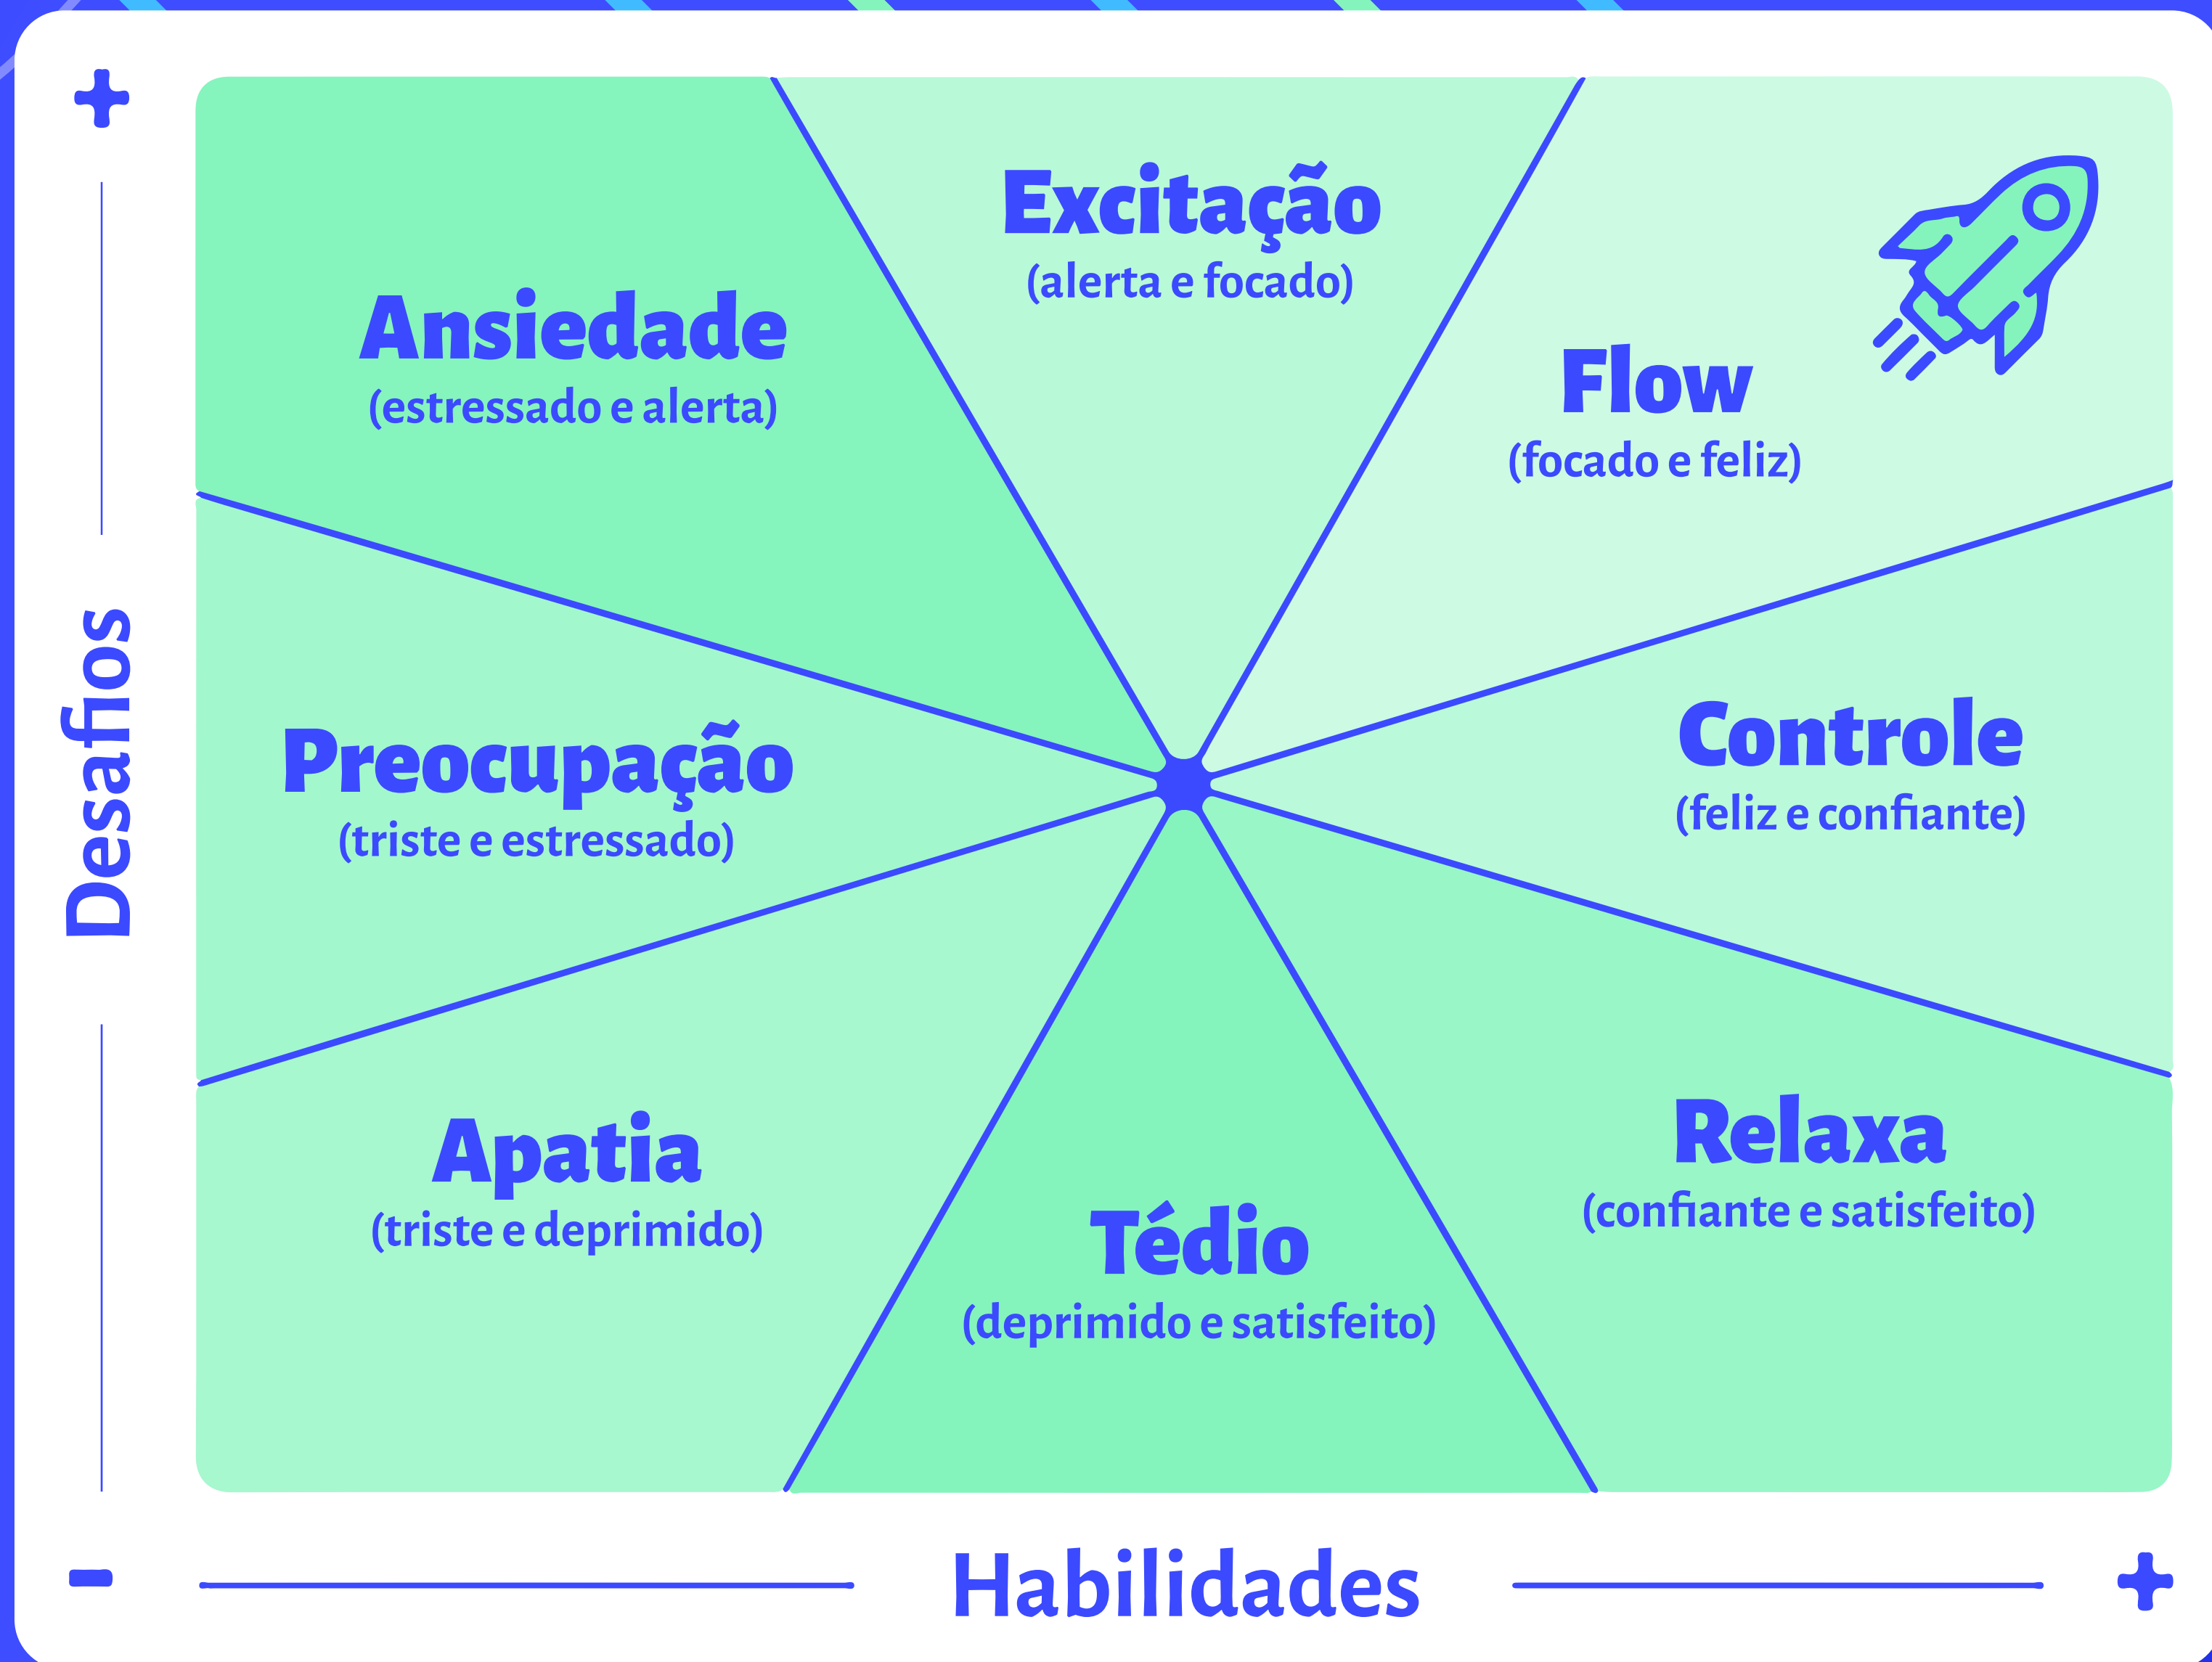 +
Excitação
(alerta e focado)
Ansiedade
(estressado e alerta)
Flow
(focado e feliz)
Desafios
Preocupação
(triste e estressado)
Controle
(feliz e confiante)
Apatia
(triste e deprimido)
Relaxa
(confiante e satisfeito)
Tédio
(deprimido e satisfeito)
-
Habilidades
+